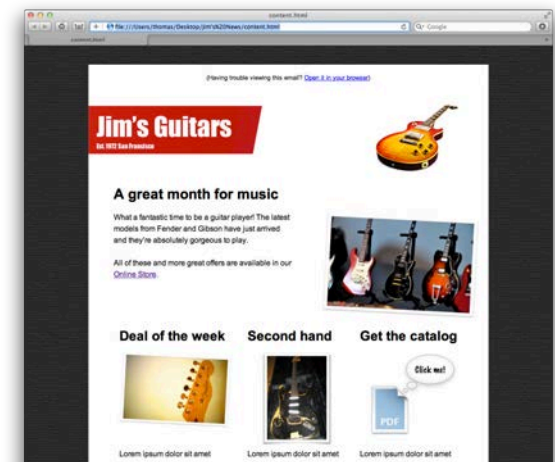 content.html
file:///Users/thomas/Desktop/Jim's%20News/content.html
Google
content.html
(Having trouble viewing this email? Open it in your browser)
Jim's Guitars
Est. 1972 San Francisco
A great month for music
What a fantastic time to be a guitar player! The latest
models from Fender and Gibson have just arrived
and they're absolutely gorgeous to play.
All of these and more great offers are available in our
Online Store.
Deal of the week
Second hand
Get the catalog
Click me!
PDF
Lorem ipsum dolor sit amet
Lorem ipsum dolor sit amet
Lorem ipsum dolor sit amet